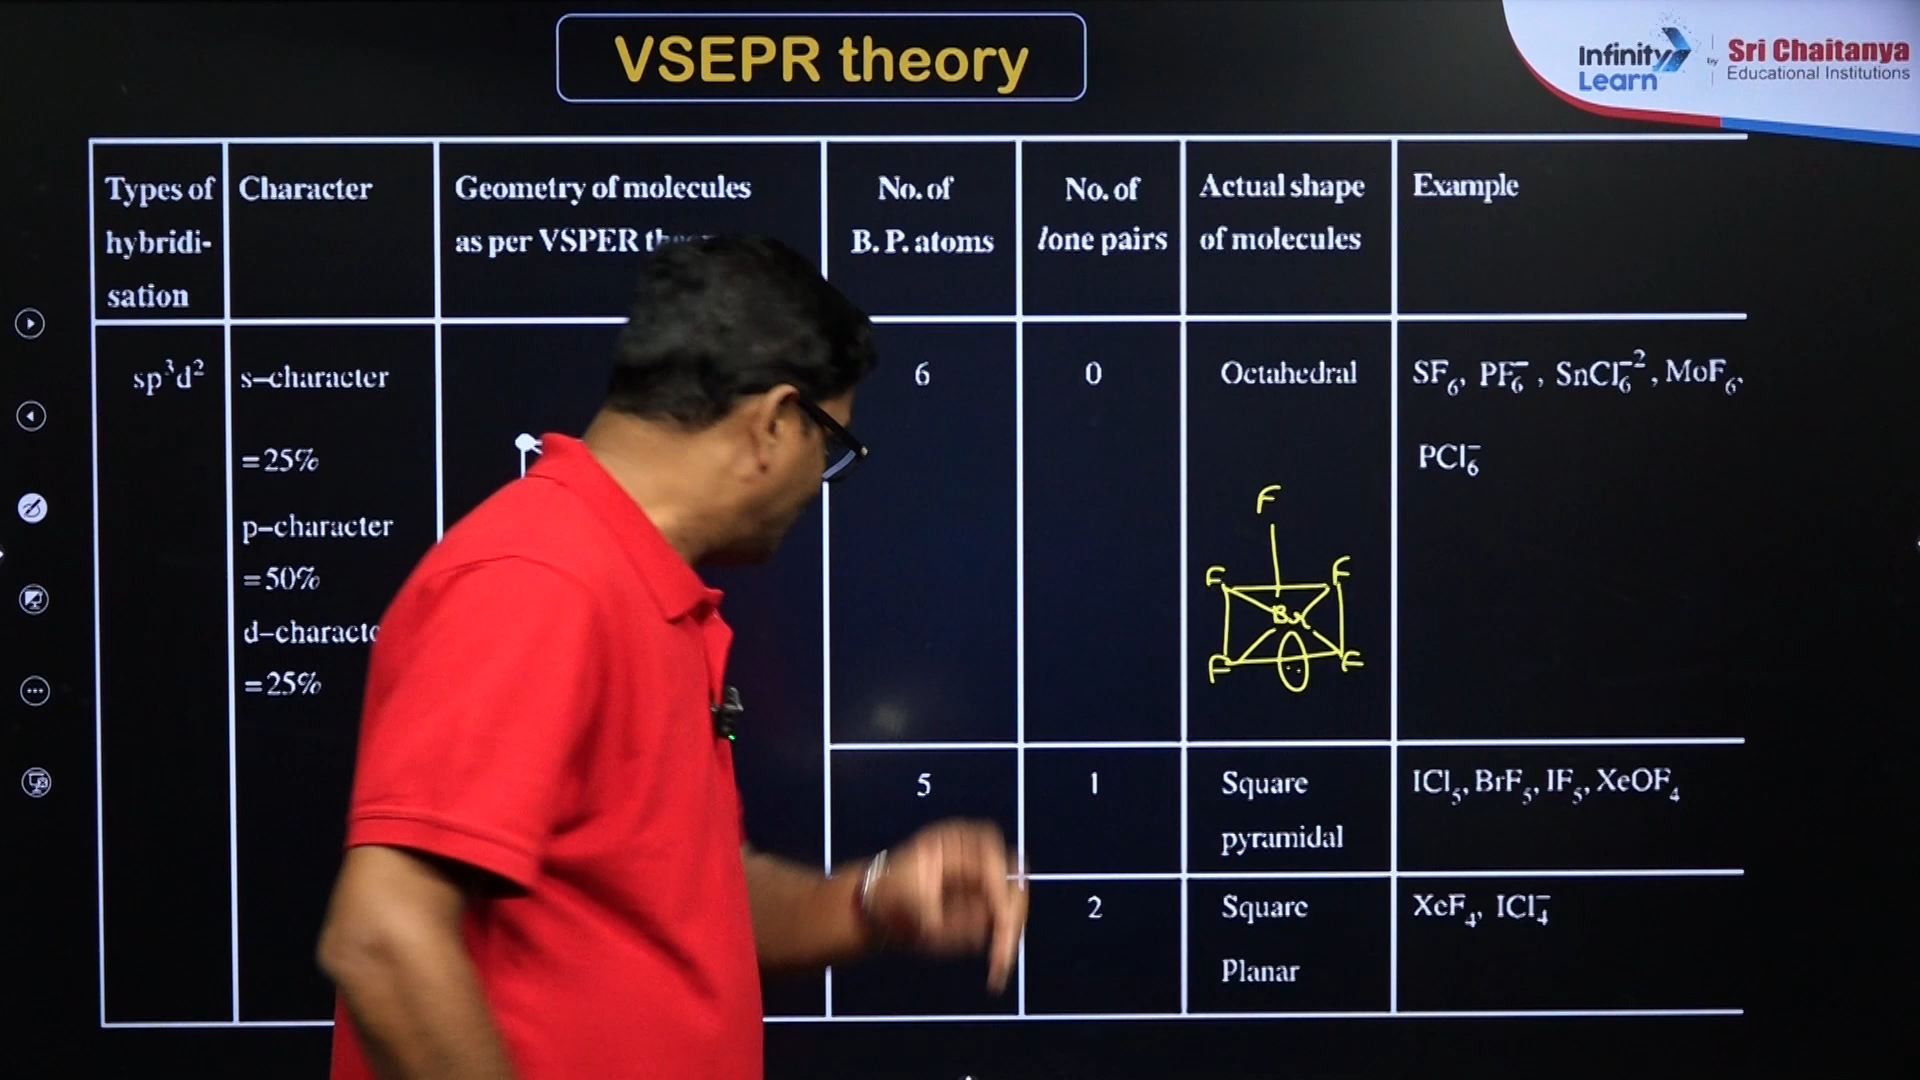 VSEPR theory
Infinity Learn by Sri Chaitanya Educational Institutions
Types of hybridi-sation
Character
Geometry of molecules
as per VSPER
No. of
B. P. atoms
No. of
lone pairs
Actual shape
of molecules
Example
sp³d²
s–character
=25%
p–character
=50%
=25%
6
0
Octahedral
SF₆, PF₆⁻, SnCl₆⁻², MoF₆,
PCl₆⁻
F
F F
Br
F F
5
1
Square
pyramidal
ICl₅, BrF₅, IF₅, XeOF₄
2
Square
Planar
XeF₄, ICl₄⁻